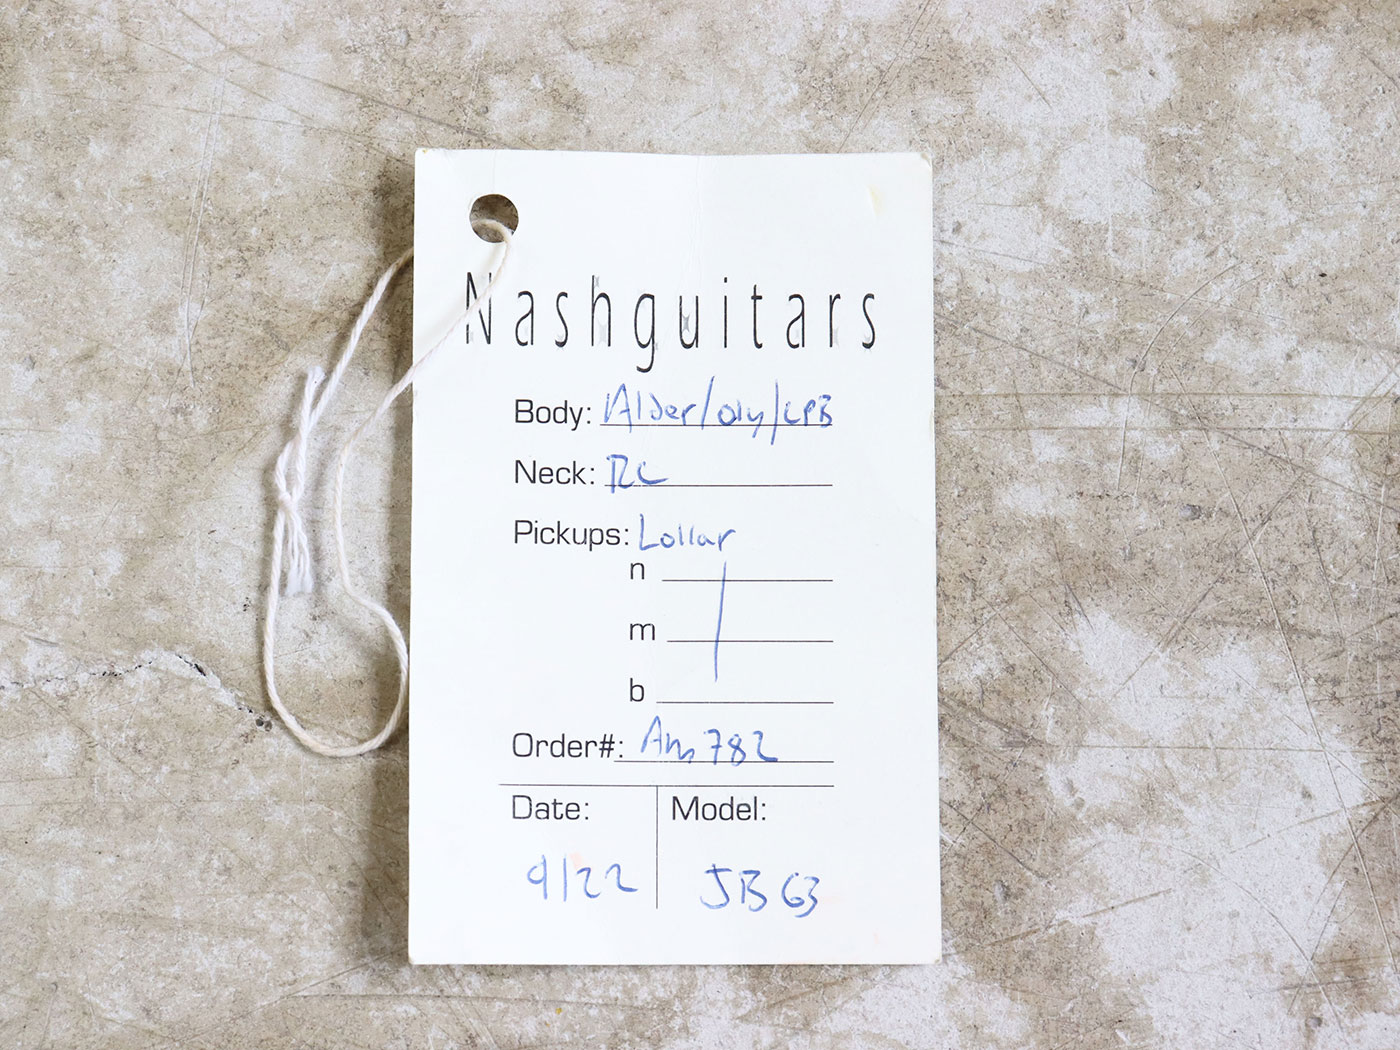 Nashguitars
Body: Alder/Oly/LPB
Neck: RC
Pickups: Lollar
n
m
b
Order#: Am782
Date: Model:
9/22 JB63